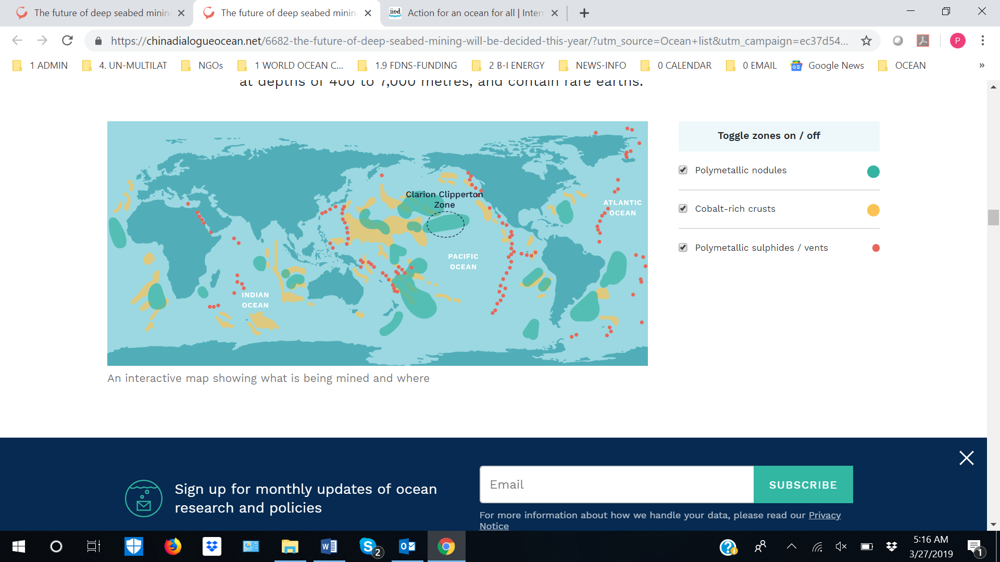 The future of deep seabed mining
The future of deep seabed mining
Action for an ocean for all | Inter
https://chinadialogueocean.net/6682-the-future-of-deep-seabed-mining-will-be-decided-this-year/?utm_source=Ocean+list&utm_campaign=ec37d54...
P
1 ADMIN
4. UN-MULTILAT
NGOs
1 WORLD OCEAN C...
1.9 FDNS-FUNDING
2 B-I ENERGY
NEWS-INFO
0 CALENDAR
0 EMAIL
Google News
OCEAN
»
at depths of 400 to 7,000 metres, and contain rare earths.
Clarion Clipperton
Zone
ATLANTIC
OCEAN
PACIFIC
OCEAN
INDIAN
OCEAN
Toggle zones on / off
Polymetallic nodules
Cobalt-rich crusts
Polymetallic sulphides / vents
An interactive map showing what is being mined and where
Sign up for monthly updates of ocean
research and policies
Email
SUBSCRIBE
For more information about how we handle your data, please read our Privacy
Notice
2
5:16 AM
3/27/2019
1